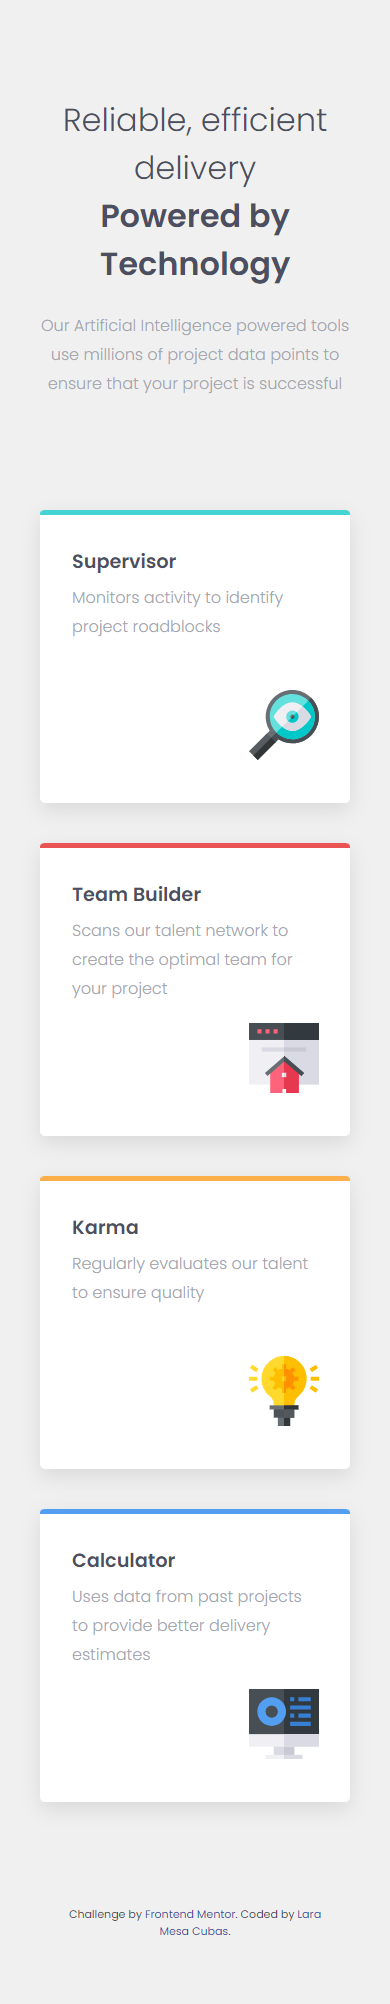 Reliable, efficient
delivery
Powered by
Technology
Our Artificial Intelligence powered tools
use millions of project data points to
ensure that your project is successful
Supervisor
Monitors activity to identify
project roadblocks
Team Builder
Scans our talent network to
create the optimal team for
your project
Karma
Regularly evaluates our talent
to ensure quality
Calculator
Uses data from past projects
to provide better delivery
estimates
Challenge by Frontend Mentor. Coded by Lara
Mesa Cubas.